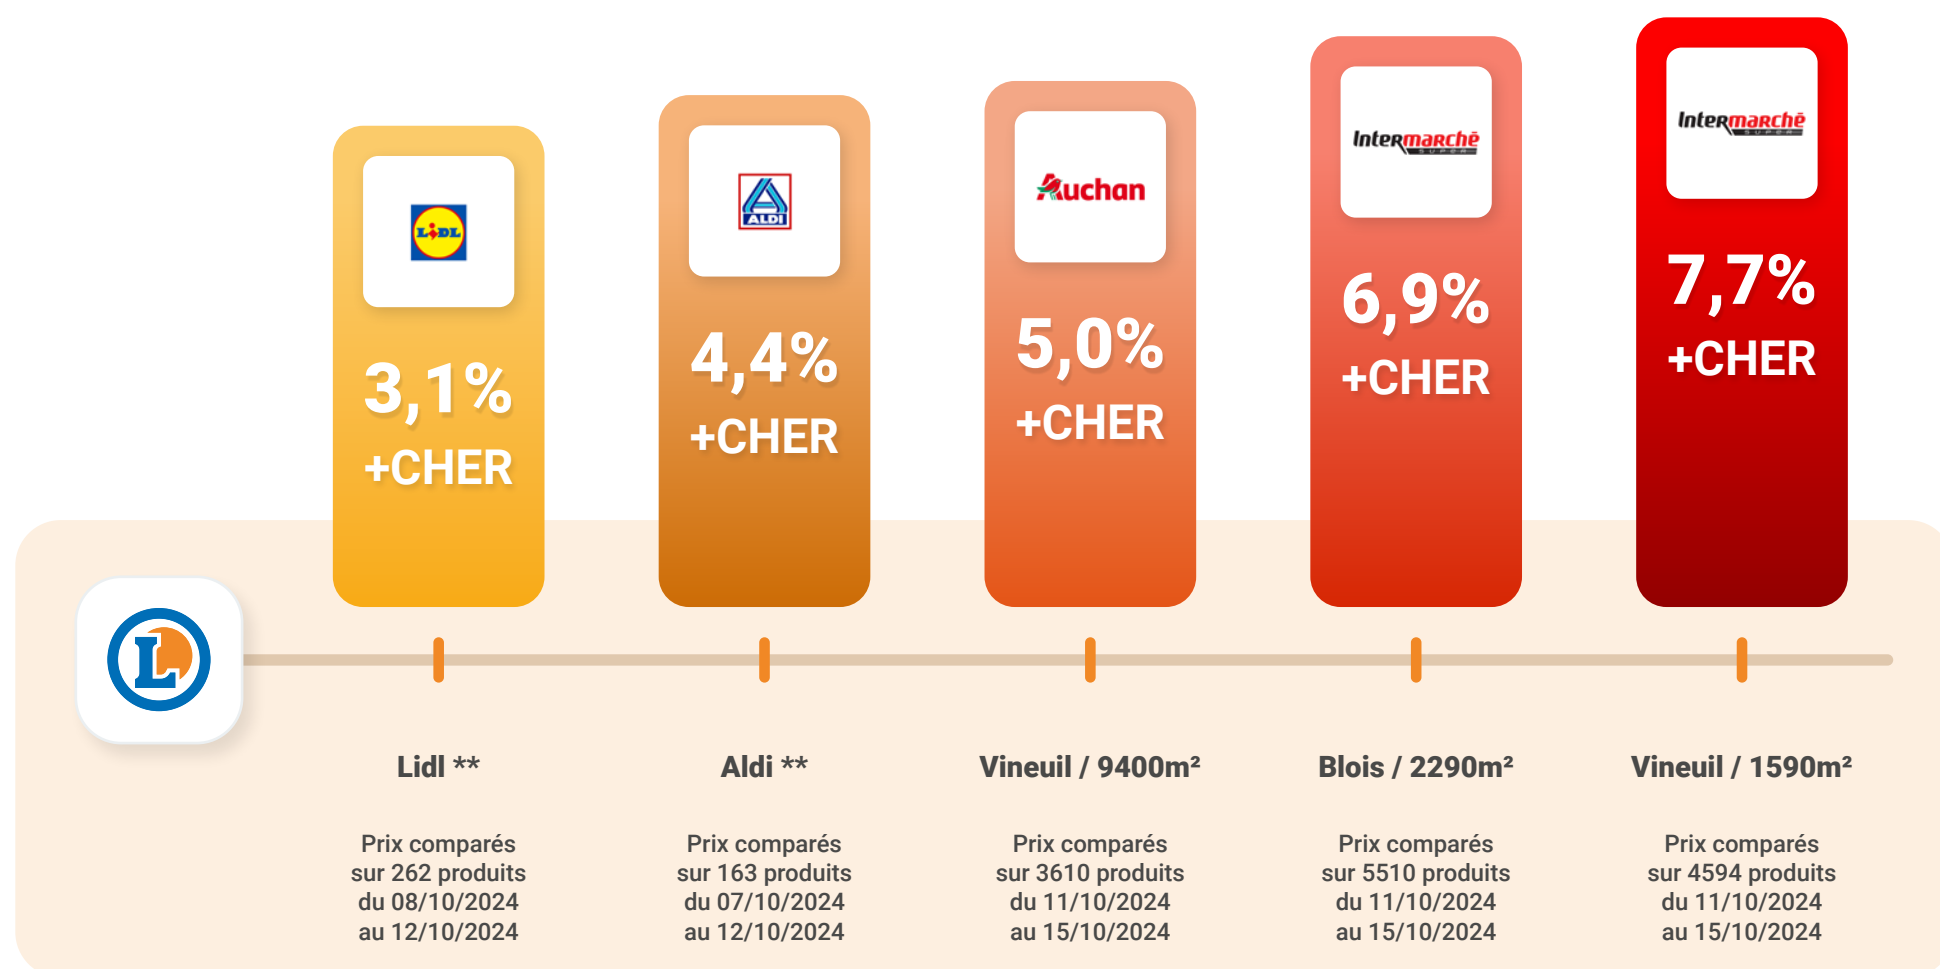 LIDL
3,1%
+CHER
ALDI
4,4%
+CHER
Auchan
5,0%
+CHER
Intermarchē
SUPER
6,9%
+CHER
Intermarchē
SUPER
7,7%
+CHER
L
Lidl **
Prix comparés
sur 262 produits
du 08/10/2024
au 12/10/2024
Aldi **
Prix comparés
sur 163 produits
du 07/10/2024
au 12/10/2024
Vineuil / 9400m²
Prix comparés
sur 3610 produits
du 11/10/2024
au 15/10/2024
Blois / 2290m²
Prix comparés
sur 5510 produits
du 11/10/2024
au 15/10/2024
Vineuil / 1590m²
Prix comparés
sur 4594 produits
du 11/10/2024
au 15/10/2024